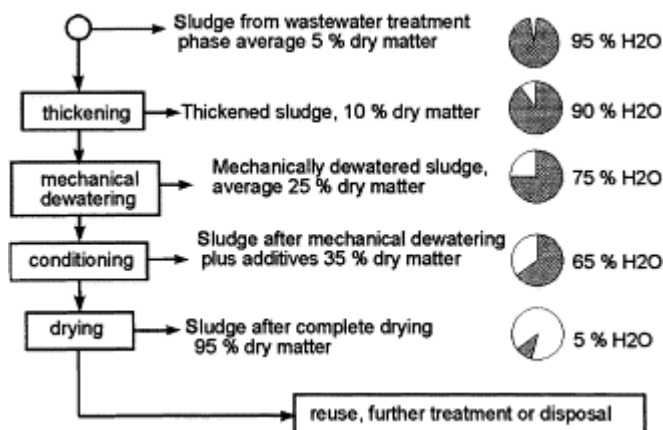 Sludge from wastewater treatment
phase average 5 % dry matter
95 % H2O
thickening
Thickened sludge, 10 % dry matter
90 % H2O
mechanical
dewatering
Mechanically dewatered sludge,
average 25 % dry matter
75 % H2O
conditioning
Sludge after mechanical dewatering
plus additives 35 % dry matter
65 % H2O
drying
Sludge after complete drying
95 % dry matter
5 % H2O
reuse, further treatment or disposal